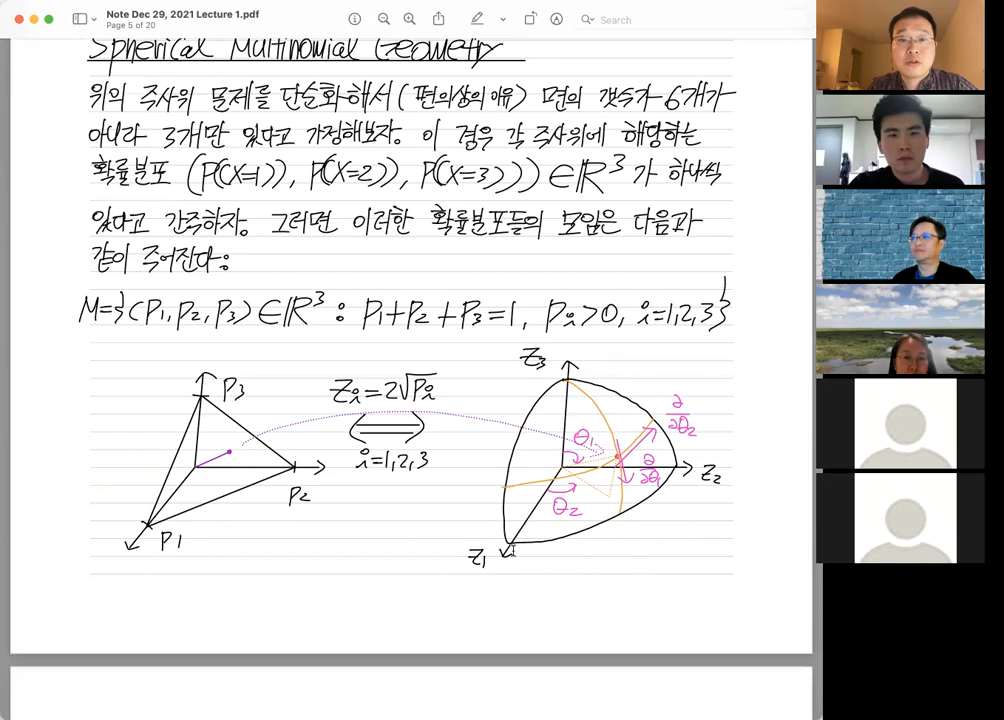 Note Dec 29, 2021 Lecture 1.pdf
Page 5 of 20
Search
Spherical Multinomial Geometry
위의 주사위 문제를 단순화해서 (편의상의 이유) 면의 갯수가 6개가
아니라 3개만 있다고 가정해보자. 이 경우 각 주사위에 해당하는
확률분포 (P(X=1)), P(X=2)), P(X=3))) ∈ ℝ³ 가 하나씩
있다고 간주하자. 그러면 이러한 확률분포들의 모임은 다음과
같이 주어진다:
M={(P1, P2, P3) ∈ ℝ³ : P1+P2+P3=1, Pi>0, i=1,2,3}
P3
P2
P1
Zi=2√Pi
⟺
i=1,2,3
Z3
Z2
Z1
θ1
θ2
∂/∂θ2
∂/∂θ1